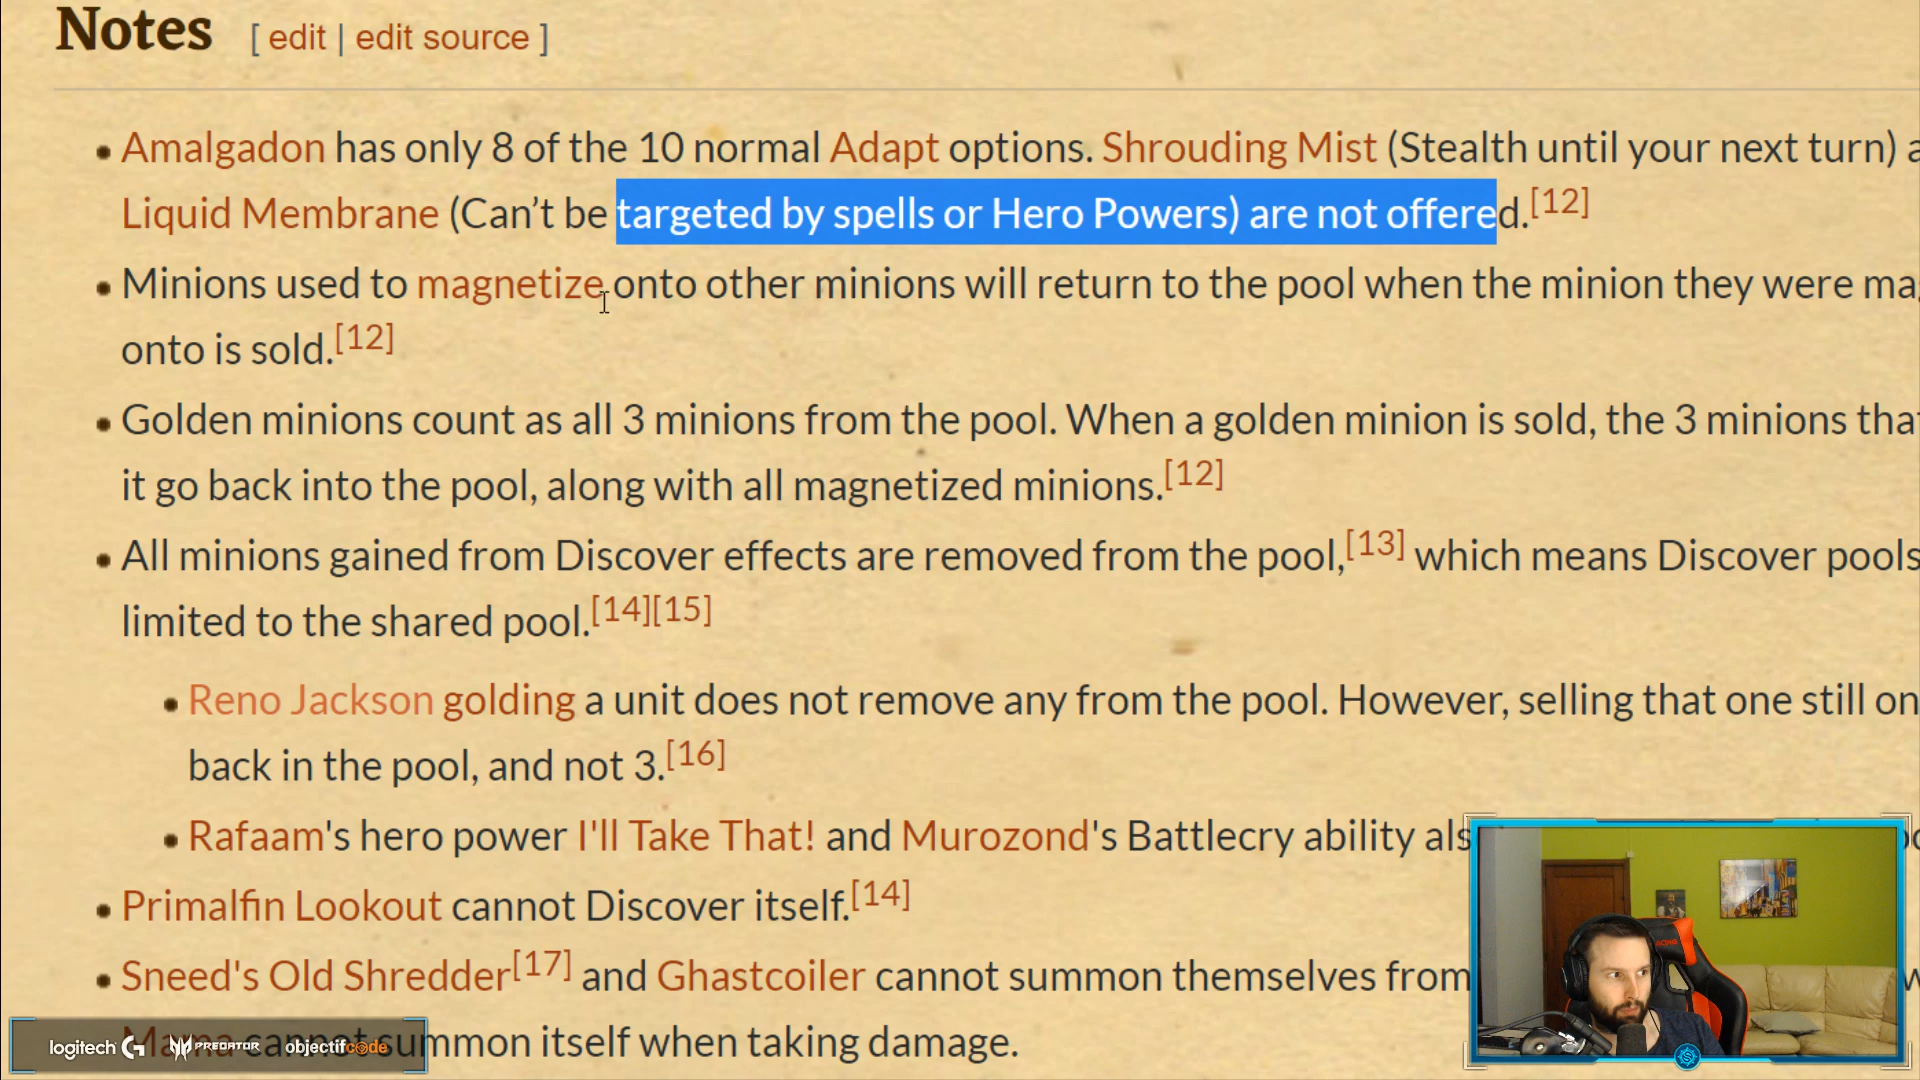 Notes [ edit | edit source ]
Amalgadon has only 8 of the 10 normal Adapt options. Shrouding Mist (Stealth until your next turn)
Liquid Membrane (Can't be targeted by spells or Hero Powers) are not offered.[12]
Minions used to magnetize onto other minions will return to the pool when the minion they were
onto is sold.[12]
Golden minions count as all 3 minions from the pool. When a golden minion is sold, the 3 minions
it go back into the pool, along with all magnetized minions.[12]
All minions gained from Discover effects are removed from the pool,[13] which means Discover pools
limited to the shared pool.[14][15]
Reno Jackson golding a unit does not remove any from the pool. However, selling that one still
back in the pool, and not 3.[16]
Rafaam's hero power I'll Take That! and Murozond's Battlecry ability
Primalfin Lookout cannot Discover itself.[14]
Sneed's Old Shredder[17] and Ghastcoiler cannot summon themselves from
Mama cannot summon itself when taking damage.
logitech G PREDATOR objectifcode